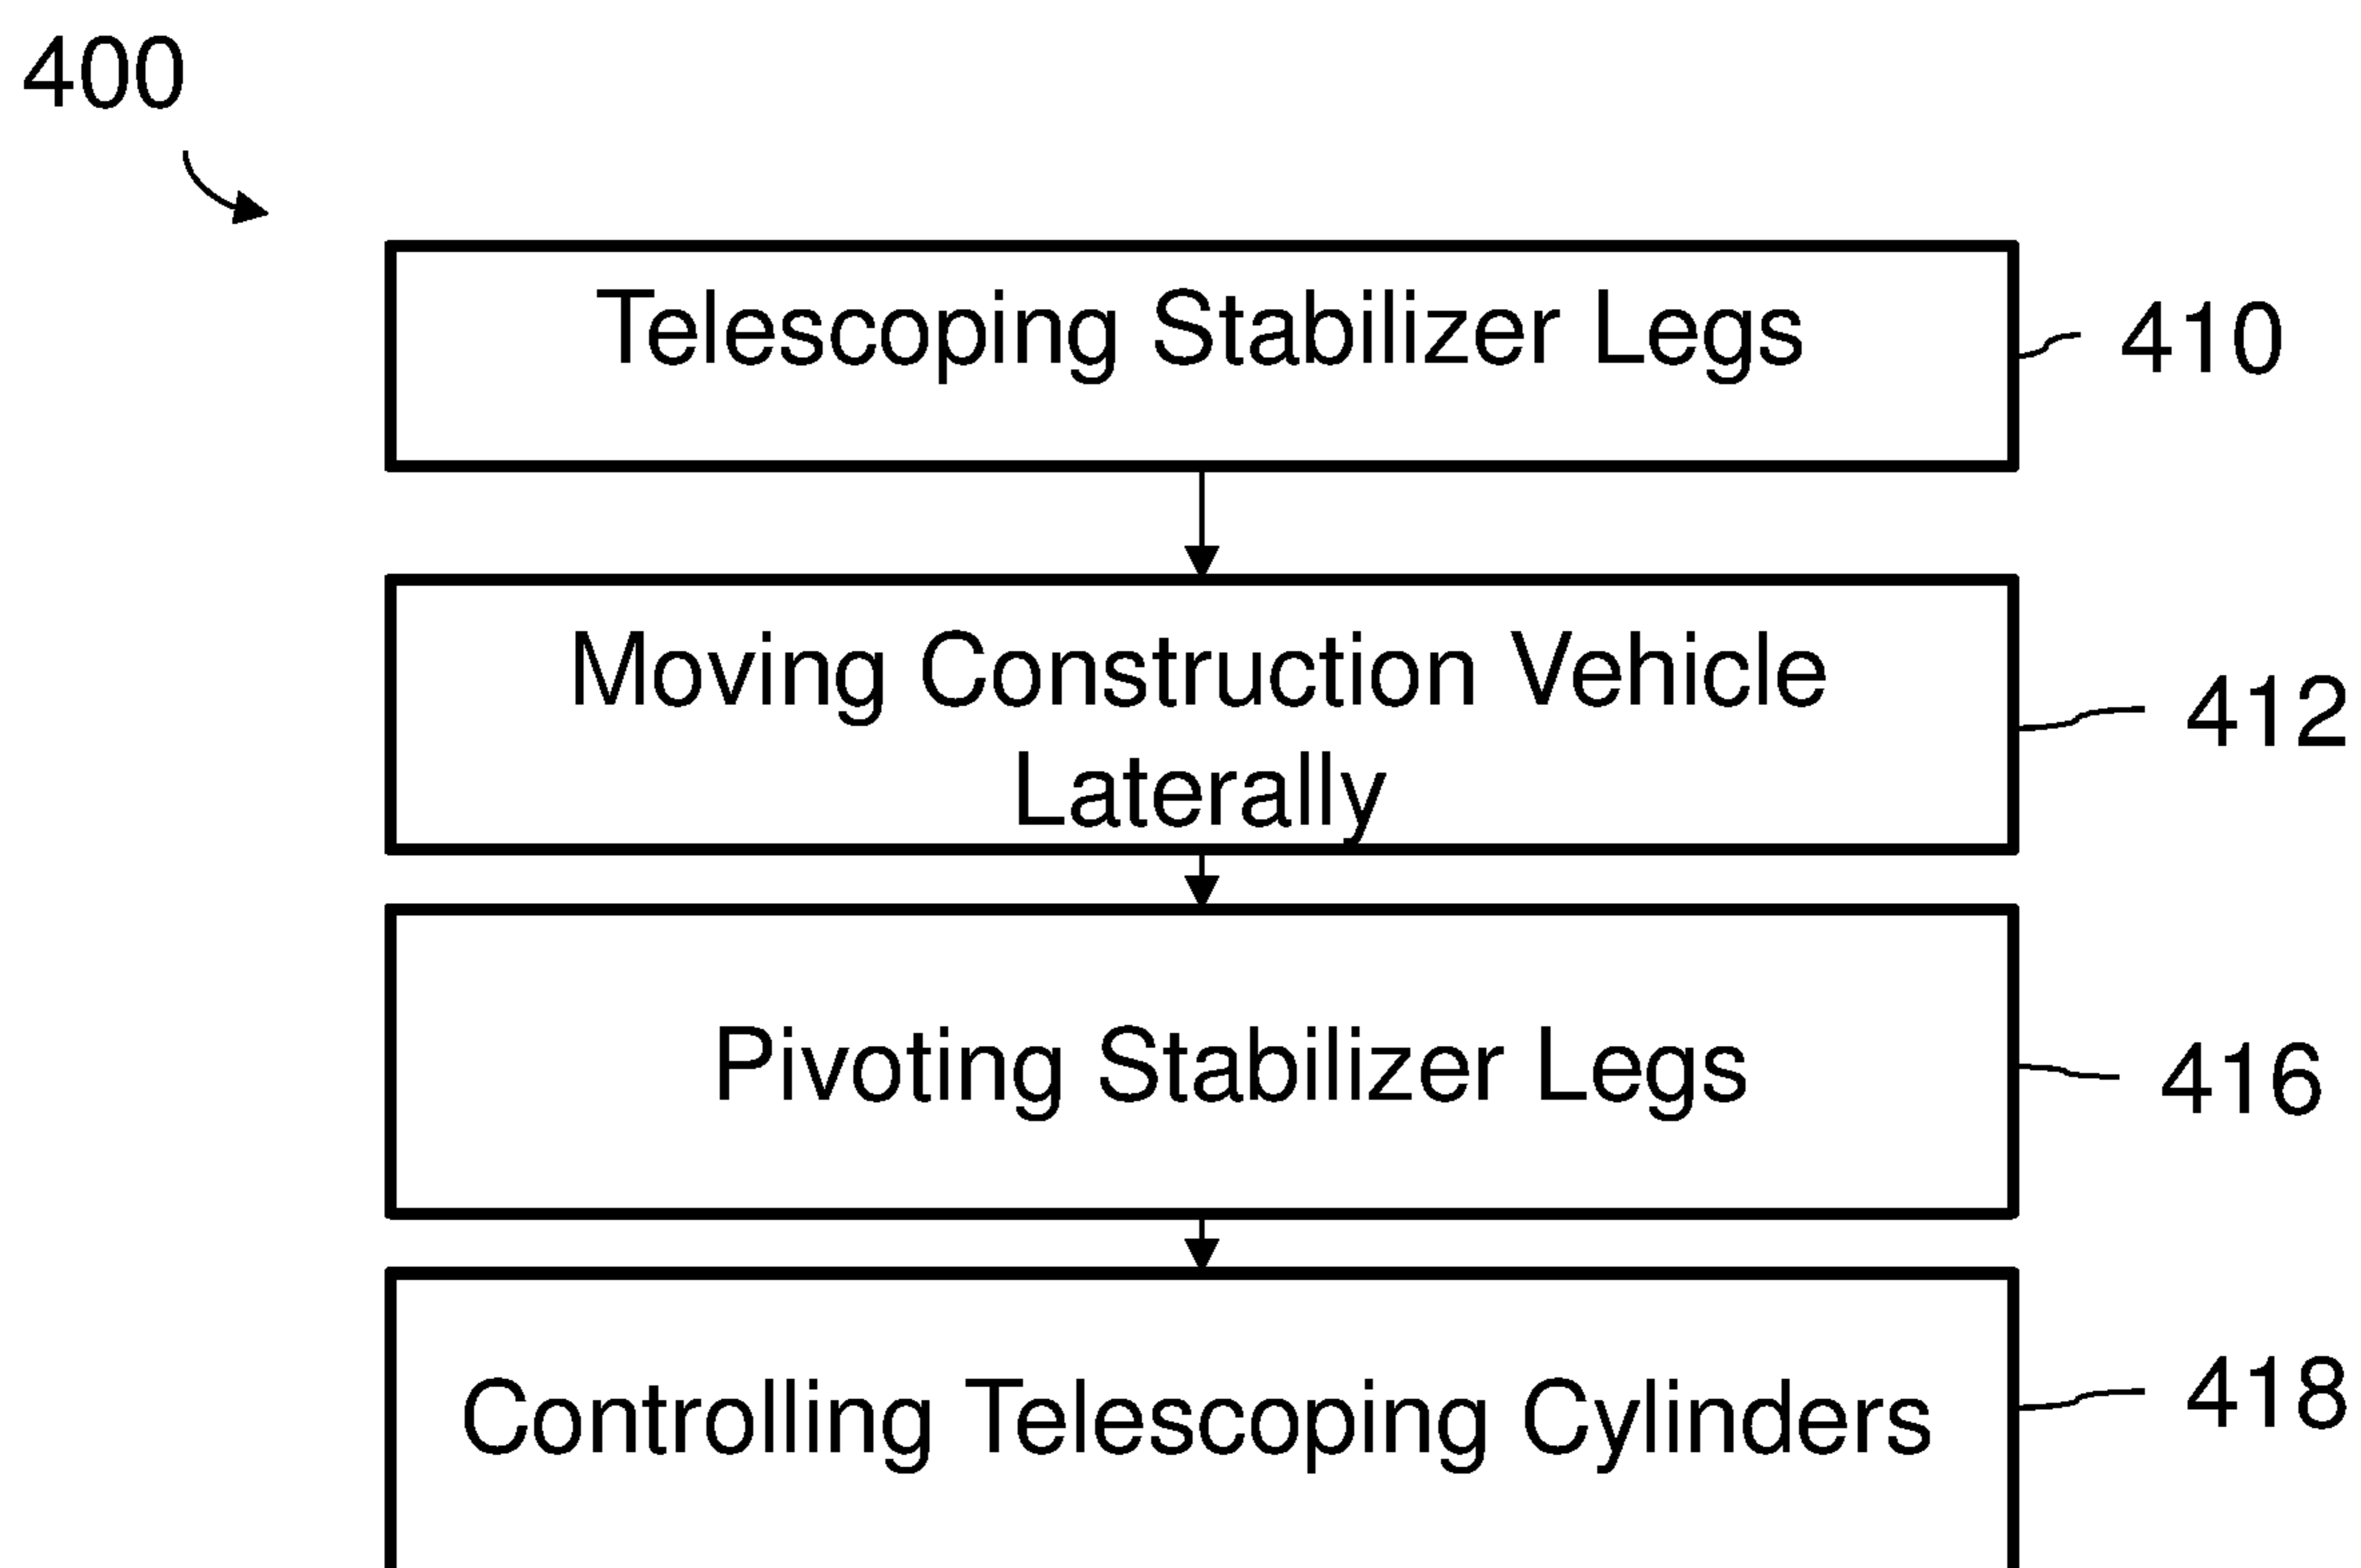 400
Telescoping Stabilizer Legs
410
Moving Construction Vehicle
Laterally
412
Pivoting Stabilizer Legs
416
Controlling Telescoping Cylinders
418